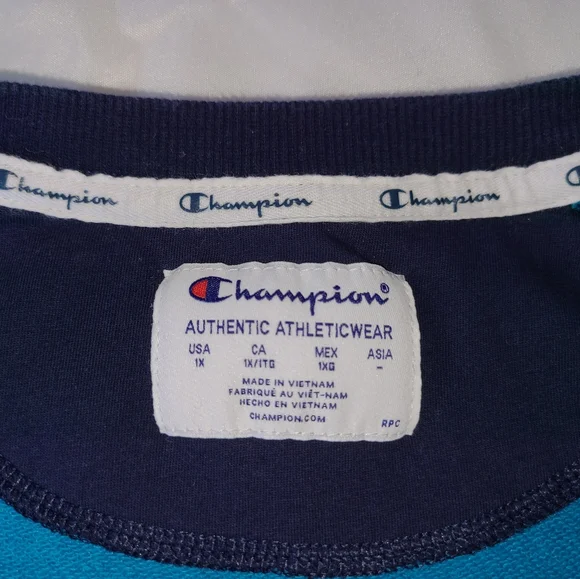 Champion Champion Champion
Champion®
AUTHENTIC ATHLETICWEAR
USA CA MEX ASIA
1X 1X/1TG 1XG -
MADE IN VIETNAM
FABRIQUÉ AU VIÊT-NAM
HECHO EN VIETNAM
CHAMPION.COM
RPC